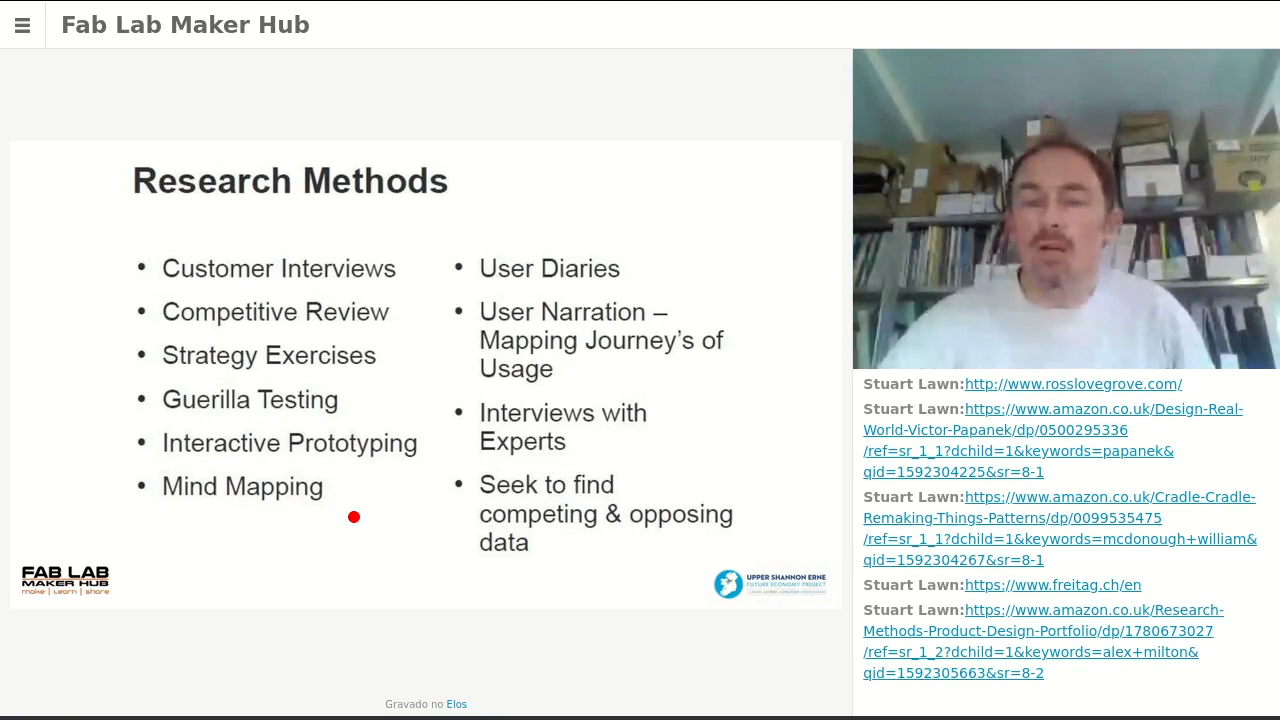 Fab Lab Maker Hub
Research Methods
• Customer Interviews
• Competitive Review
• Strategy Exercises
• Guerilla Testing
• Interactive Prototyping
• Mind Mapping
• User Diaries
• User Narration –
Mapping Journey's of
Usage
• Interviews with
Experts
• Seek to find
competing & opposing
data
FAB LAB
MAKER HUB
make | learn | share
UPPER SHANNON ERNE
FUTURE ECONOMY PROJECT
Stuart Lawn:http://www.rosslovegrove.com/
Stuart Lawn:https://www.amazon.co.uk/Design-Real-
World-Victor-Papanek/dp/0500295336
/ref=sr_1_1?dchild=1&keywords=papanek&
qid=1592304225&sr=8-1
Stuart Lawn:https://www.amazon.co.uk/Cradle-Cradle-
Remaking-Things-Patterns/dp/0099535475
/ref=sr_1_1?dchild=1&keywords=mcdonough+william&
qid=1592304267&sr=8-1
Stuart Lawn:https://www.freitag.ch/en
Stuart Lawn:https://www.amazon.co.uk/Research-
Methods-Product-Design-Portfolio/dp/1780673027
/ref=sr_1_2?dchild=1&keywords=alex+milton&
qid=1592305663&sr=8-2
Gravado no Elos